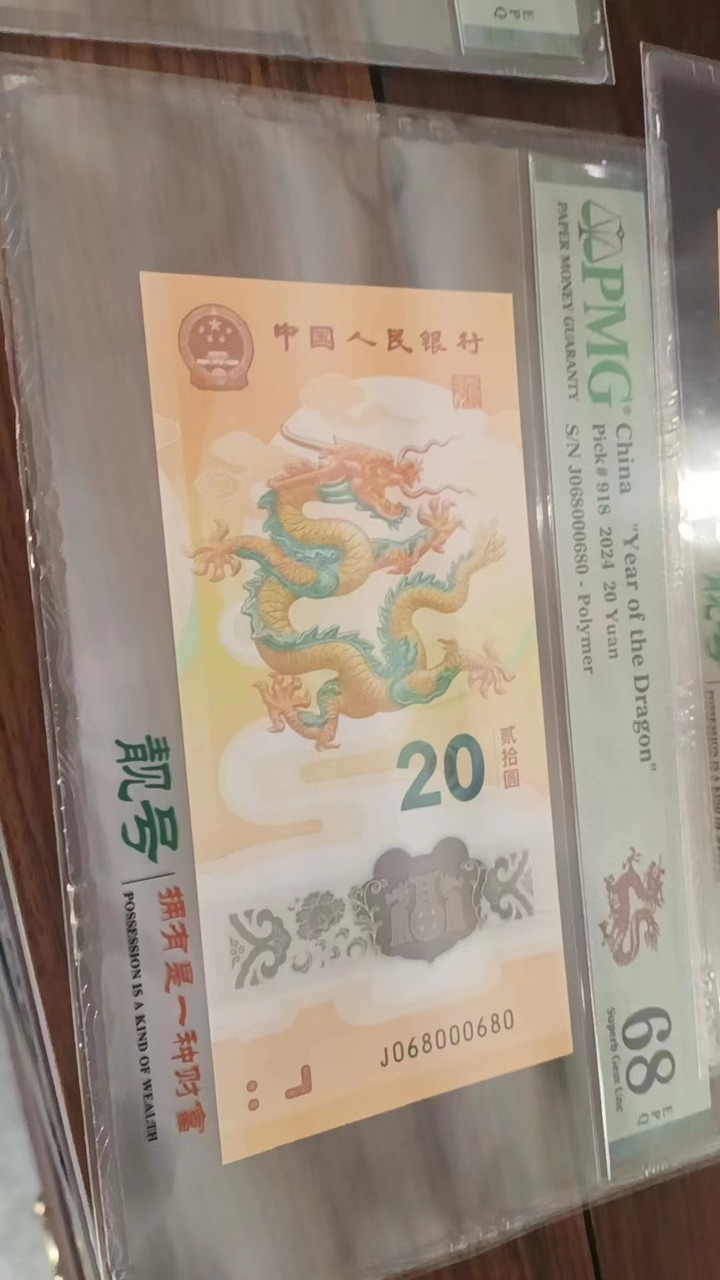 PMG
PAPER MONEY GUARANTY
China "Year of the Dragon"
Pick# 918 2024 20 Yuan
S/N J068000680 - Polymer
68
EPQ
Superb Gem Unc
中国人民银行
贰拾圆
20
J068000680
靓号
拥有是一种财富
POSSESSION IS A KIND OF WEALTH
EPQ